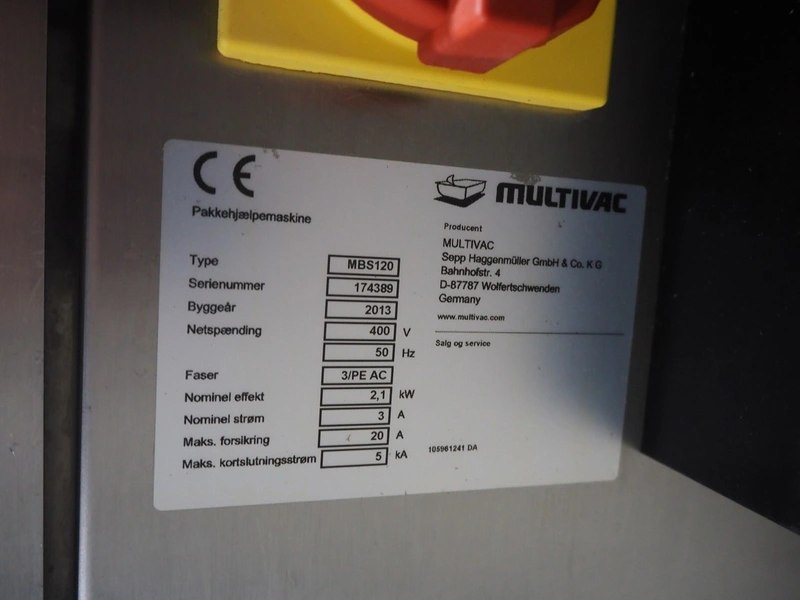 CE
Pakkehjælpemaskine
Type MBS120
Serienummer 174389
Byggeår 2013
Netspænding 400 V
50 Hz
Faser 3/PE AC
Nominel effekt 2,1 kW
Nominel strøm 3 A
Maks. forsikring 20 A
Maks. kortslutningsstrøm 5 kA
MULTIVAC
Producent
MULTIVAC
Sepp Haggenmüller GmbH & Co. K G
Bahnhofstr. 4
D-87787 Wolfertschwenden
Germany
www.multivac.com
Salg og service
105961241 DA